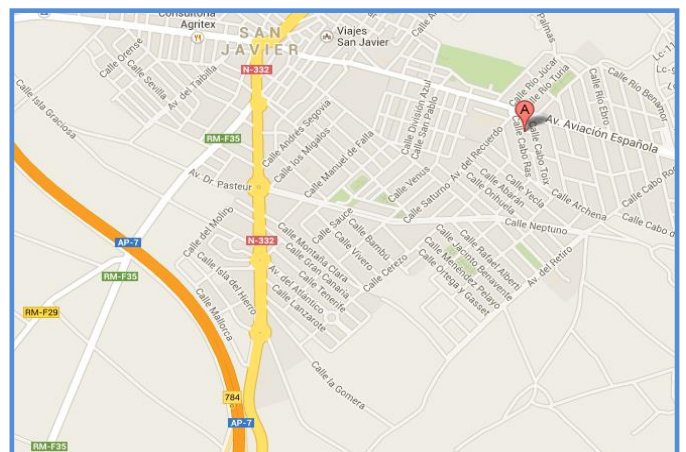 Consultoría
Agritex
SAN
JAVIER
Viajes
San Javier
Palmas
Lc-11
N-332
Calle Orense
Calle Sevilla
Av. del Taibilla
Calle Isla Graciosa
Calle Río Júcar
Calle Río Turia
Calle Río Ebro
Calle Río Benamor
A
Av. Aviación Española
Calle División Azul
Calle San Pablo
Calle Andrés Segovia
Calle los Migalos
Calle Manuel de Falla
RM-F35
Av. Dr. Pasteur
Calle Venus
Calle Saturno
Av. del Recuerdo
Calle Cabo Ras
Calle Cabo Toix
Calle Yecla
Calle Abarán
Calle Orihuela
Calle Archena
Calle Cabo
Calle Cabo d
Calle Neptuno
Calle del Molino
N-332
AP-7
RM-F35
RM-F29
Calle Sauce
Calle Bambú
Calle Vivero
Calle Cerezo
Calle Montaña Clara
Calle Gran Canaria
Calle Tenerife
Av. del Atlántico
Calle Lanzarote
Calle Isla del Hierro
Calle Mallorca
Calle Rafael Alberti
Calle Jacinto Benavente
Calle Menéndez Pelayo
Calle Ortega y Gasset
Av. del Retiro
Calle la Gomera
784
AP-7
RM-F35